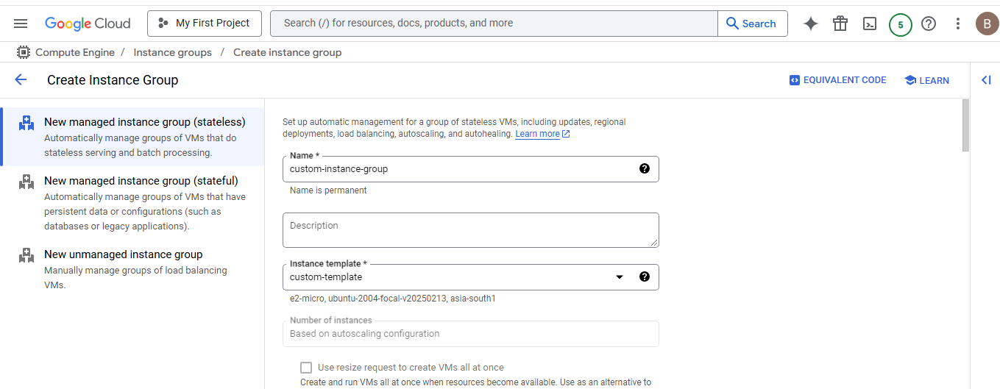 Google Cloud
My First Project
Search (/) for resources, docs, products, and more
Search
5
B
Compute Engine / Instance groups / Create instance group
Create Instance Group
EQUIVALENT CODE
LEARN
New managed instance group (stateless)
Automatically manage groups of VMs that do
stateless serving and batch processing.
New managed instance group (stateful)
Automatically manage groups of VMs that have
persistent data or configurations (such as
databases or legacy applications).
New unmanaged instance group
Manually manage groups of load balancing
VMs.
Set up automatic management for a group of stateless VMs, including updates, regional
deployments, load balancing, autoscaling, and autohealing. Learn more
Name *
custom-instance-group
Name is permanent
Description
Instance template *
custom-template
e2-micro, ubuntu-2004-focal-v20250213, asia-south1
Number of instances
Based on autoscaling configuration
Use resize request to create VMs all at once
Create and run VMs all at once when resources become available. Use as an alternative to